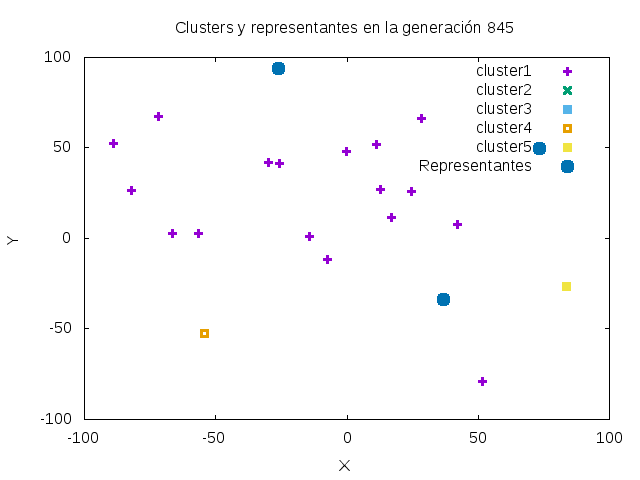 Clusters y representantes en la generación 845
cluster1
cluster2
cluster3
cluster4
cluster5
Representantes
100
50
0
-50
-100
Y
-100
-50
0
50
100
X